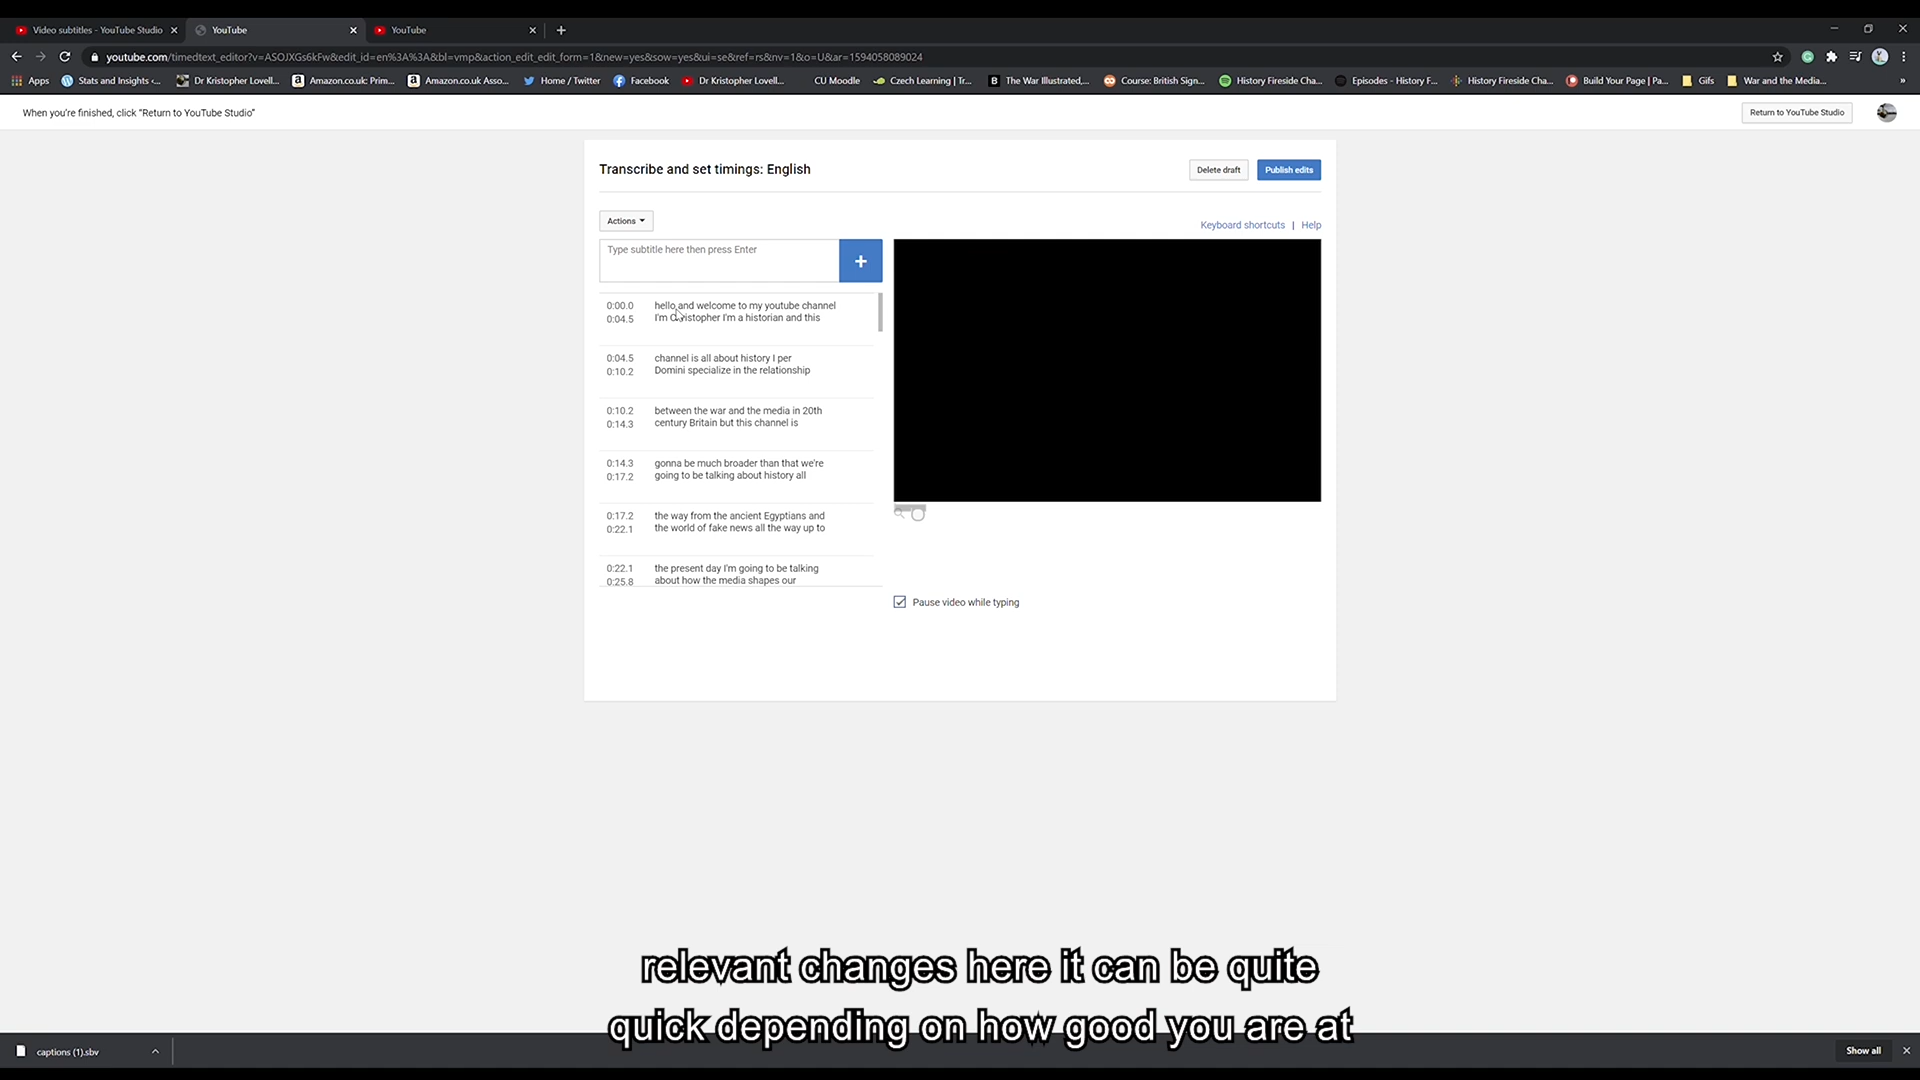 Video subtitles - YouTube Studio
YouTube
YouTube
youtube.com/timedtext_editor?v=ASOJXGs6kFw&edit_id=en%3A%3A&bl=vmp&action_edit_edit_form=1&new=yes&sow=yes&ui=se&ref=rs&nv=1&o=U&ar=1594058089024
Apps
Stats and Insights ‹...
Dr Kristopher Lovell...
Amazon.co.uk: Prim...
Amazon.co.uk Asso...
Home / Twitter
Facebook
Dr Kristopher Lovell...
CU Moodle
Czech Learning | Tr...
The War Illustrated,...
Course: British Sign...
History Fireside Cha...
Episodes - History F...
History Fireside Cha...
Build Your Page | Pa...
Gifs
War and the Media...
»
When you're finished, click "Return to YouTube Studio"
Return to YouTube Studio
Transcribe and set timings: English
Delete draft
Publish edits
Actions
Keyboard shortcuts | Help
Type subtitle here then press Enter
+
0:00.0 hello and welcome to my youtube channel
0:04.5 I'm Christopher I'm a historian and this
0:04.5 channel is all about history I per
0:10.2 Domini specialize in the relationship
0:10.2 between the war and the media in 20th
0:14.3 century Britain but this channel is
0:14.3 gonna be much broader than that we're
0:17.2 going to be talking about history all
0:17.2 the way from the ancient Egyptians and
0:22.1 the world of fake news all the way up to
0:22.1 the present day I'm going to be talking
0:25.8 about how the media shapes our
Pause video while typing
relevant changes here it can be quite
quick depending on how good you are at
captions (1).sbv
Show all